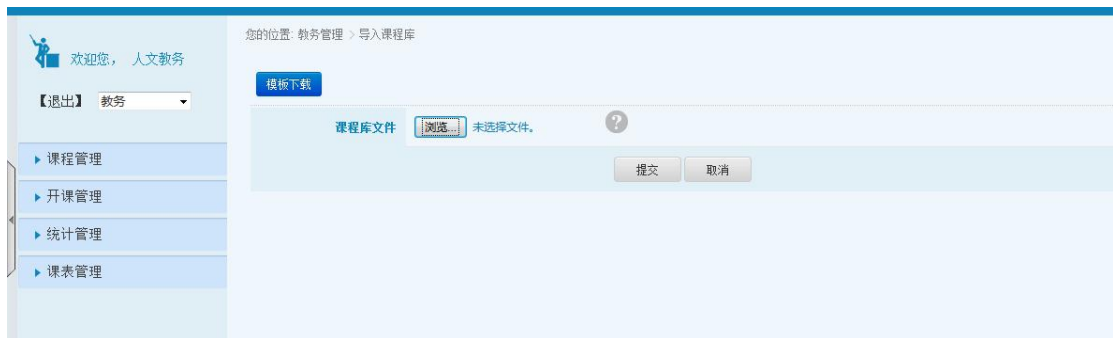 您的位置: 教务管理 > 导入课程库
欢迎您， 人文教务
【退出】 教务
模板下载
课程库文件 浏览... 未选择文件。 ?
提交 取消
课程管理
开课管理
统计管理
课表管理